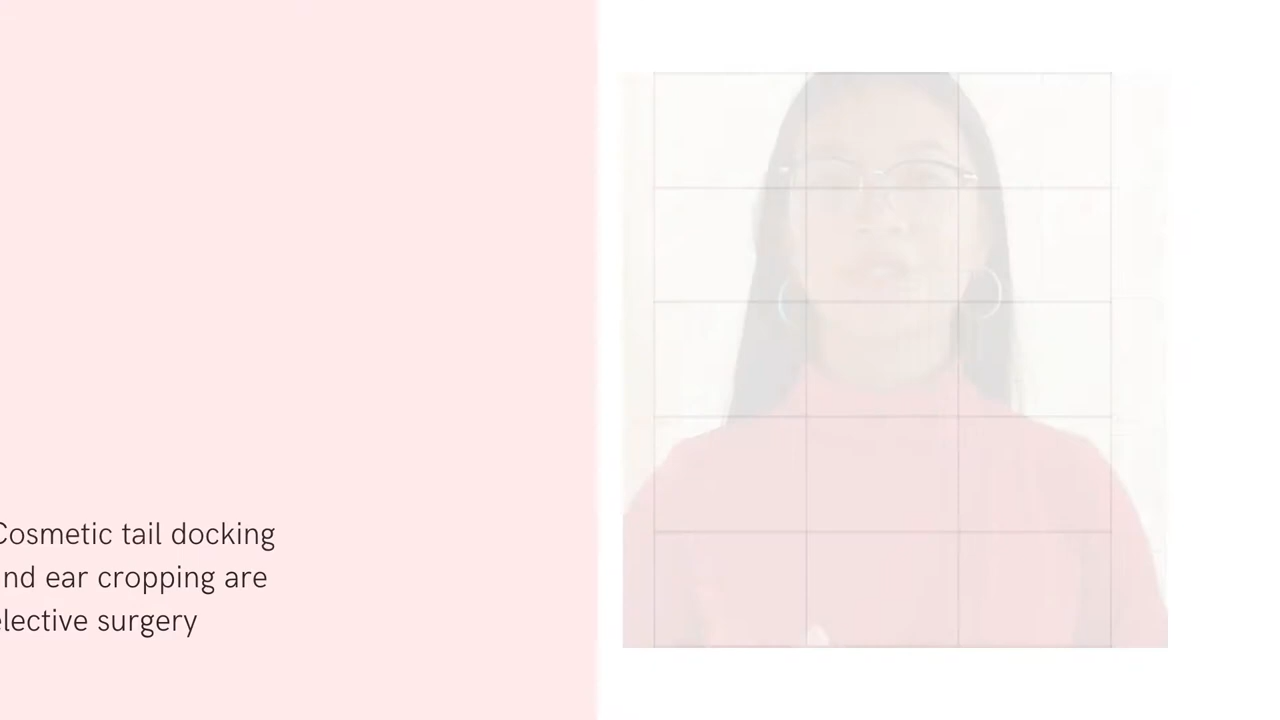 Cosmetic tail docking
nd ear cropping are
lective surgery